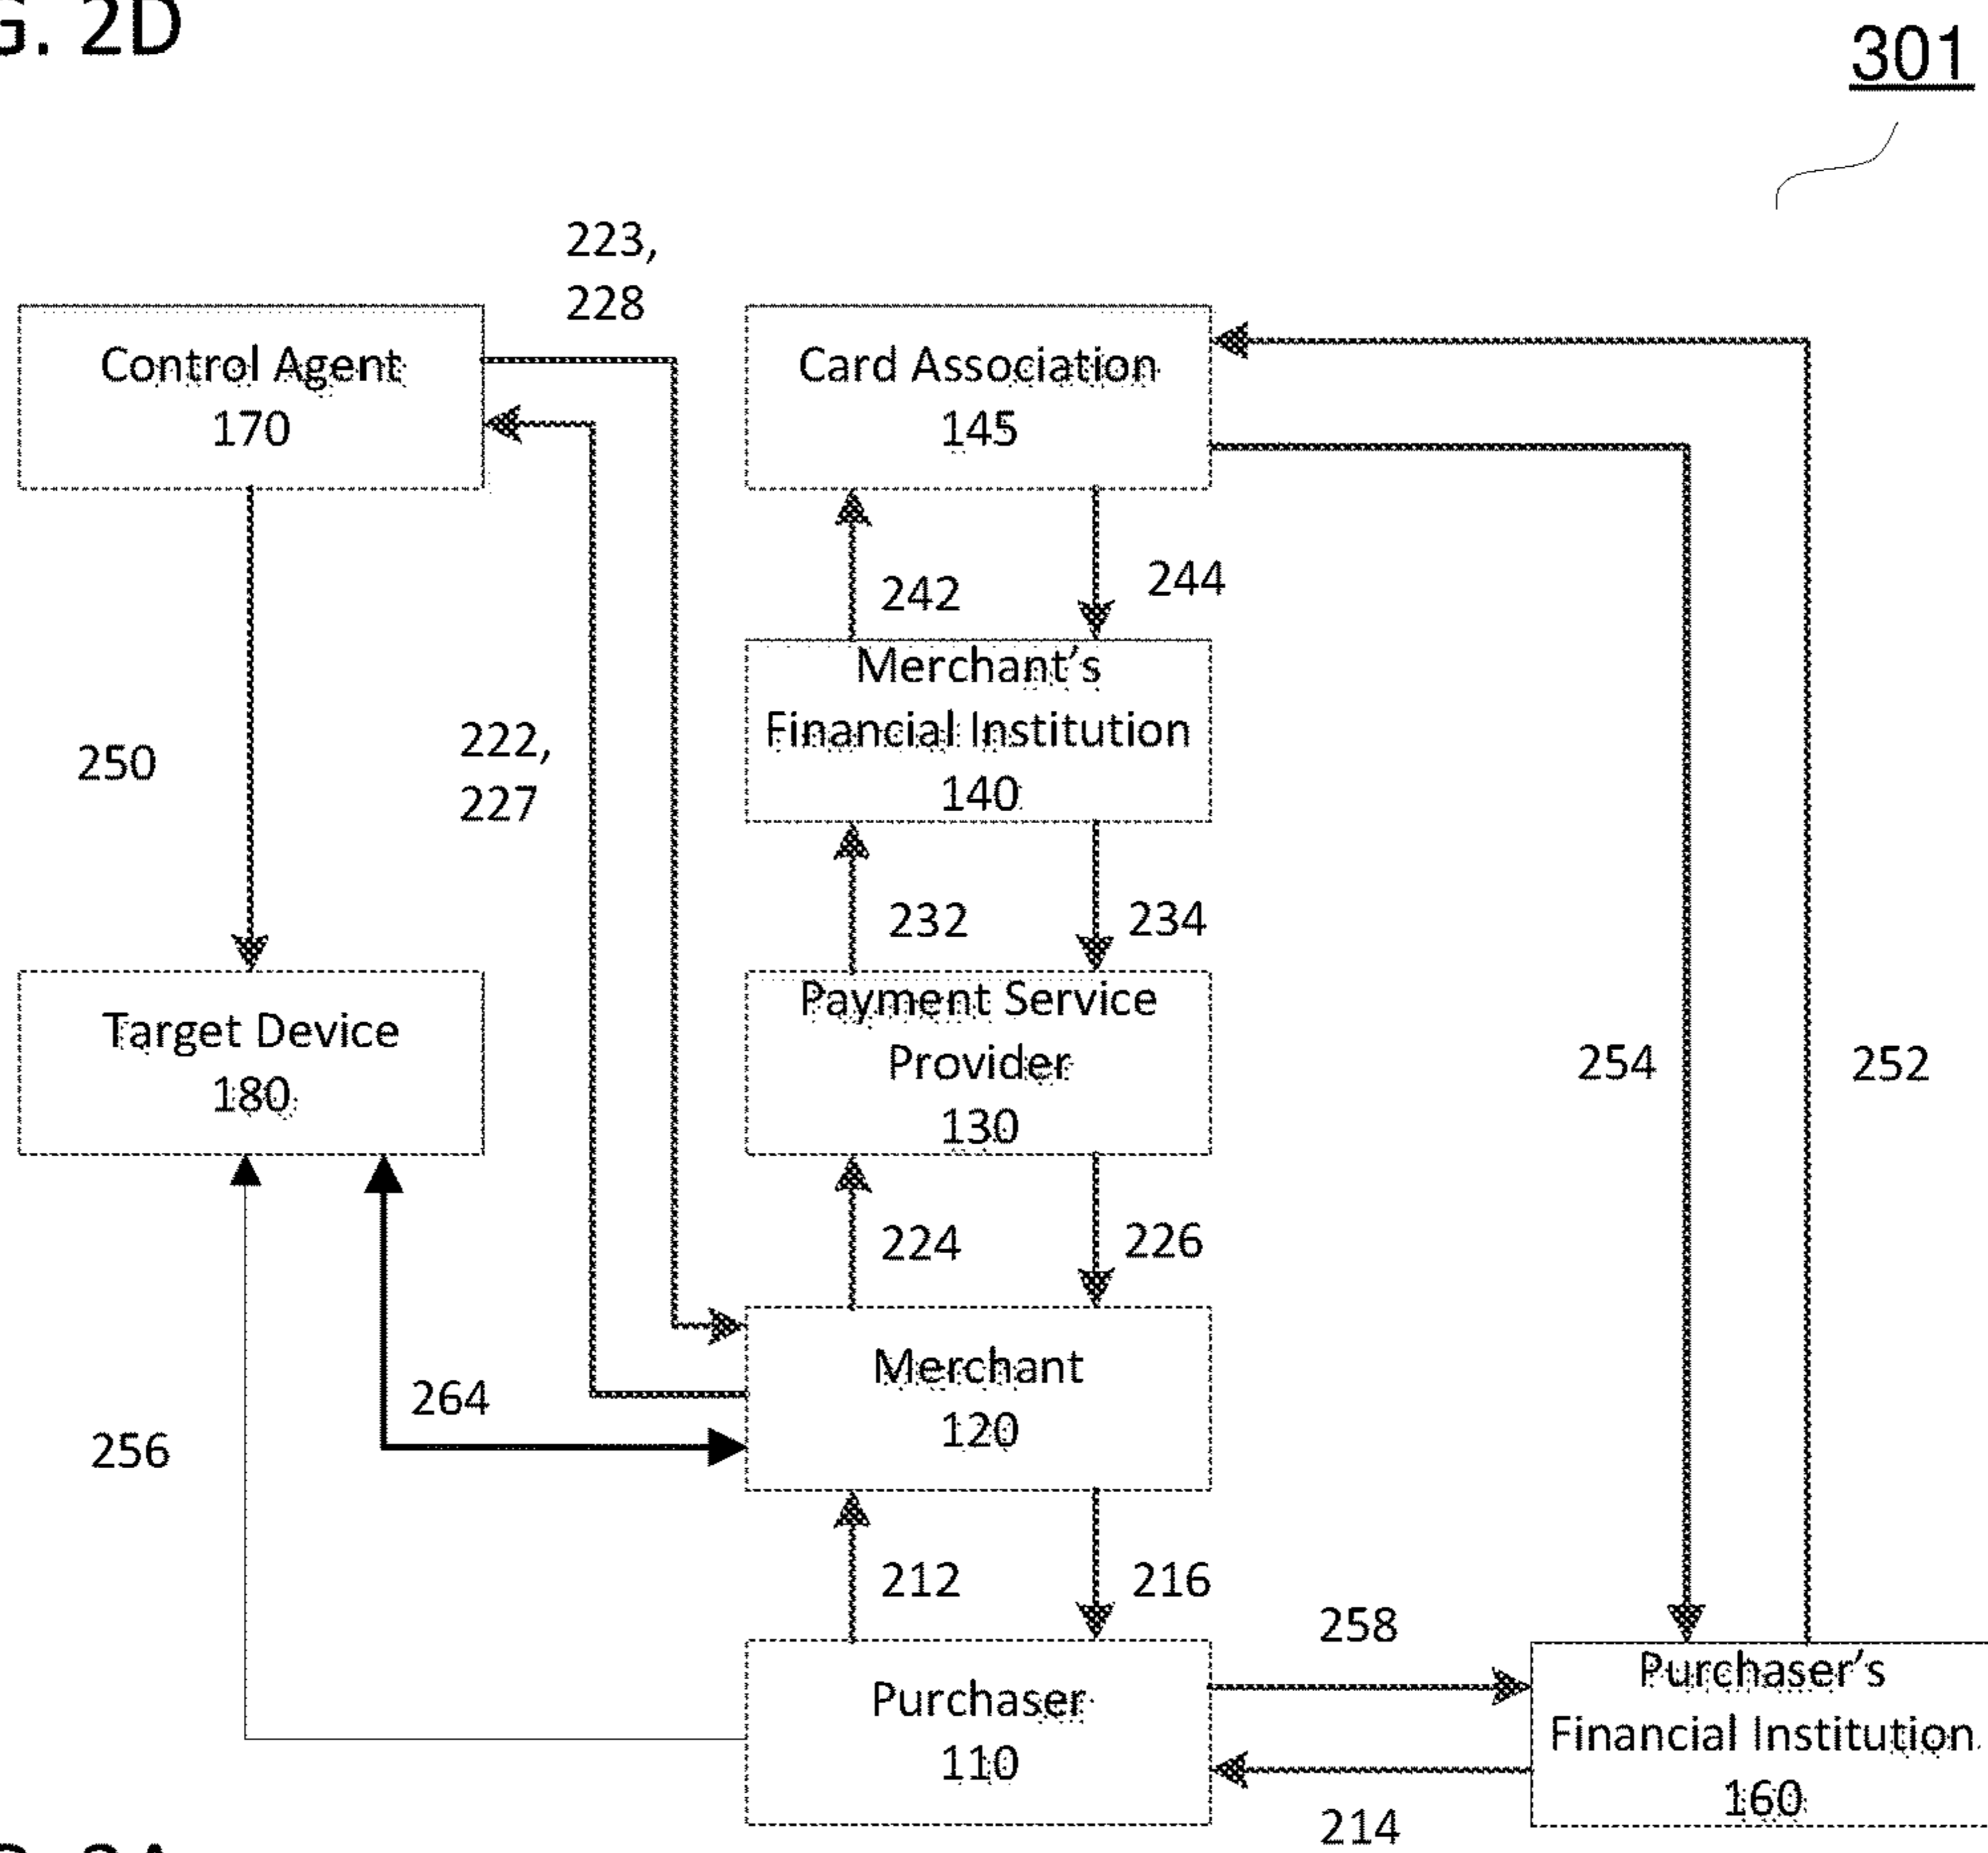 G. 2D
301
223,
228
Control Agent
170
Card Association
145
242
244
Merchant's
Financial Institution
140
250
222,
227
232
234
Target Device
180
Payment Service
Provider
130
254
252
224
226
Merchant
120
264
256
212
216
258
Purchaser
110
Purchaser's
Financial Institution
160
214